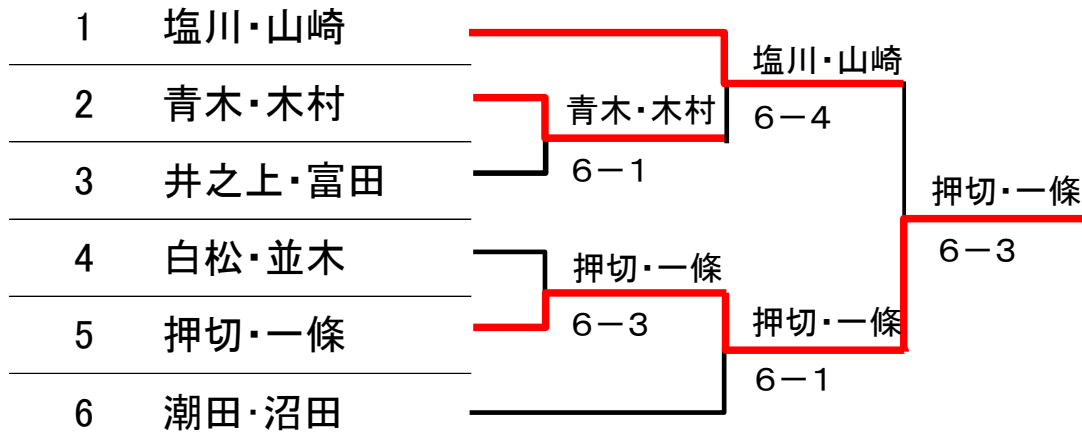 1 塩川・山崎
2 青木・木村
3 井之上・富田
4 白松・並木
5 押切・一條
6 潮田・沼田
青木・木村
6－1
押切・一條
6－3
塩川・山崎
6－4
押切・一條
6－1
押切・一條
6－3